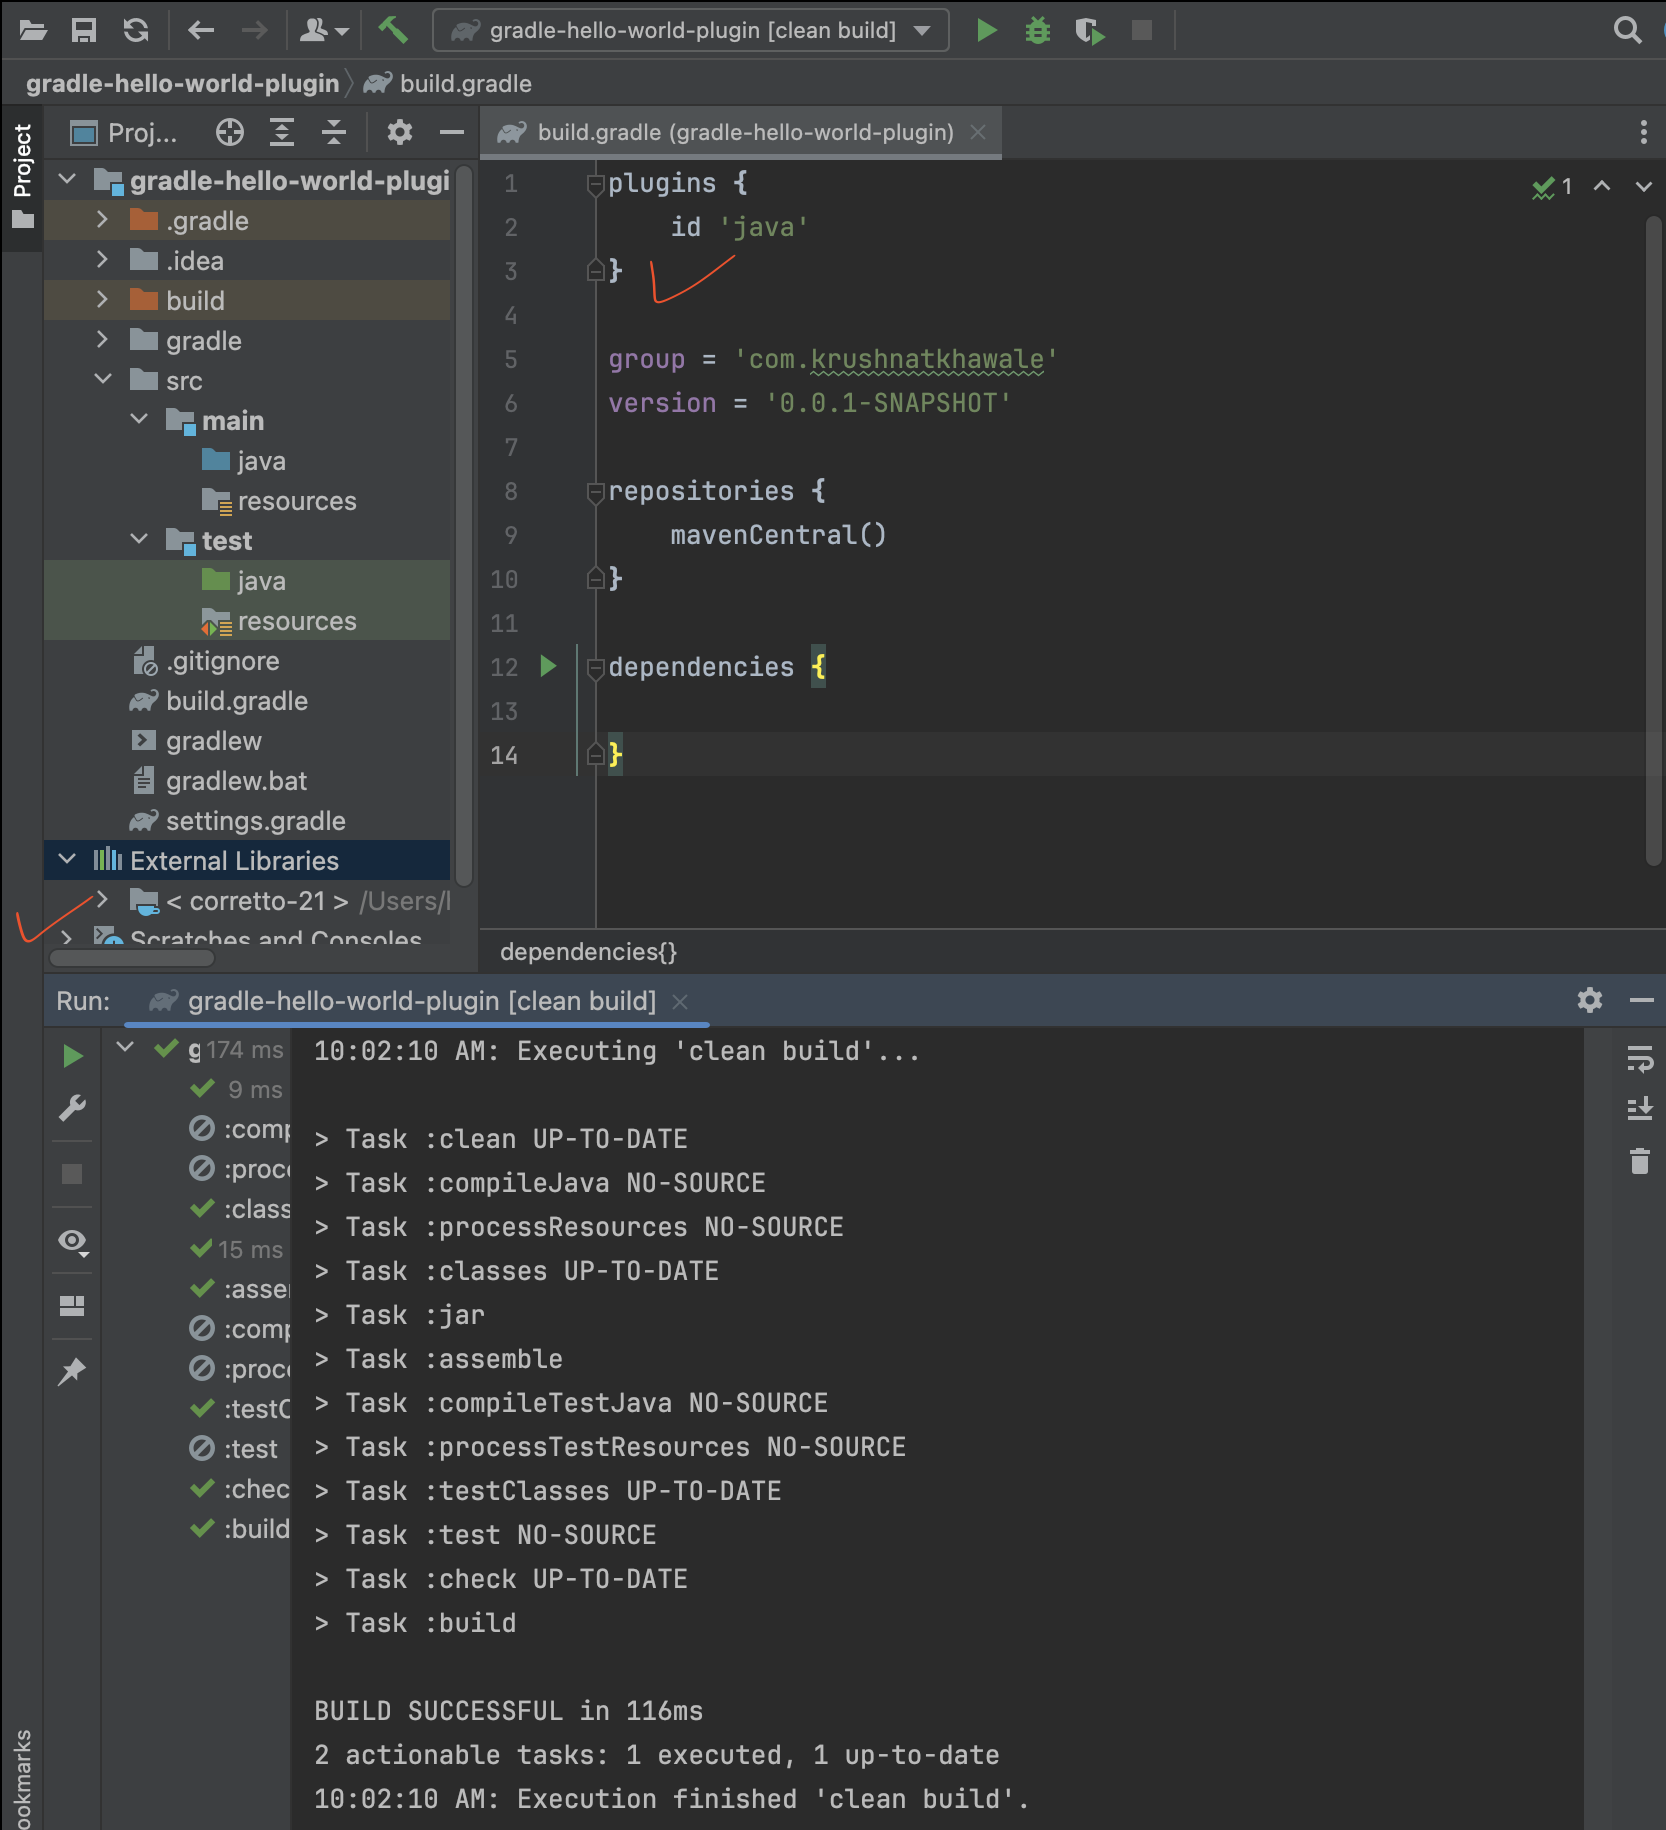 gradle-hello-world-plugin [clean build]
gradle-hello-world-plugin
build.gradle
Project
Proj...
build.gradle (gradle-hello-world-plugin)
gradle-hello-world-plugi
.gradle
.idea
build
gradle
src
main
java
resources
test
java
resources
.gitignore
build.gradle
gradlew
gradlew.bat
settings.gradle
External Libraries
< corretto-21 > /Users/
Scratches and Consoles
1
1 plugins {
2 id 'java'
3 }
4
5 group = 'com.krushnatkhawale'
6 version = '0.0.1-SNAPSHOT'
7
8 repositories {
9 mavenCentral()
10 }
11
12 dependencies {
13
14 }
dependencies{}
Run: gradle-hello-world-plugin [clean build]
g 174 ms
9 ms
:comp
:proc
:class
15 ms
:asse
:comp
:proc
:testC
:test
:chec
:build
10:02:10 AM: Executing 'clean build'...
> Task :clean UP-TO-DATE
> Task :compileJava NO-SOURCE
> Task :processResources NO-SOURCE
> Task :classes UP-TO-DATE
> Task :jar
> Task :assemble
> Task :compileTestJava NO-SOURCE
> Task :processTestResources NO-SOURCE
> Task :testClasses UP-TO-DATE
> Task :test NO-SOURCE
> Task :check UP-TO-DATE
> Task :build
BUILD SUCCESSFUL in 116ms
2 actionable tasks: 1 executed, 1 up-to-date
10:02:10 AM: Execution finished 'clean build'.
ookmarks